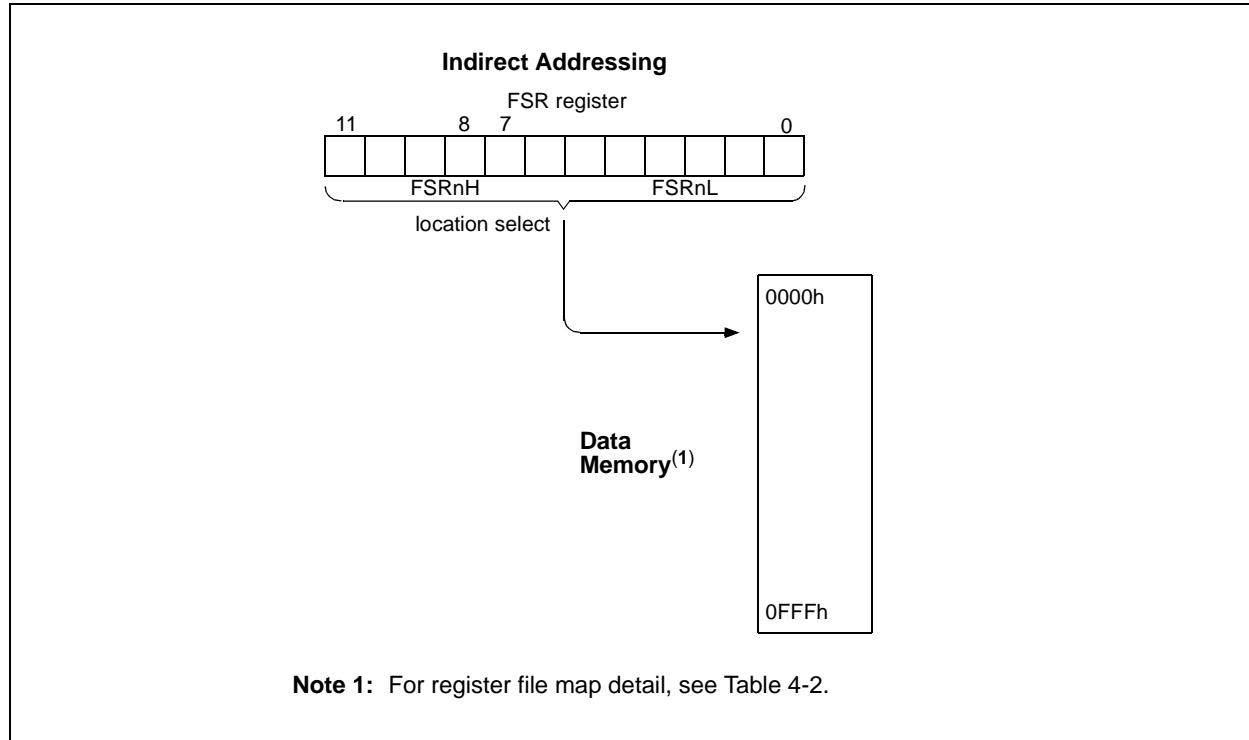 Indirect Addressing
FSR register
11 8 7 0
FSRnH FSRnL
location select
0000h
Data
Memory(1)
0FFFh
Note 1: For register file map detail, see Table 4-2.